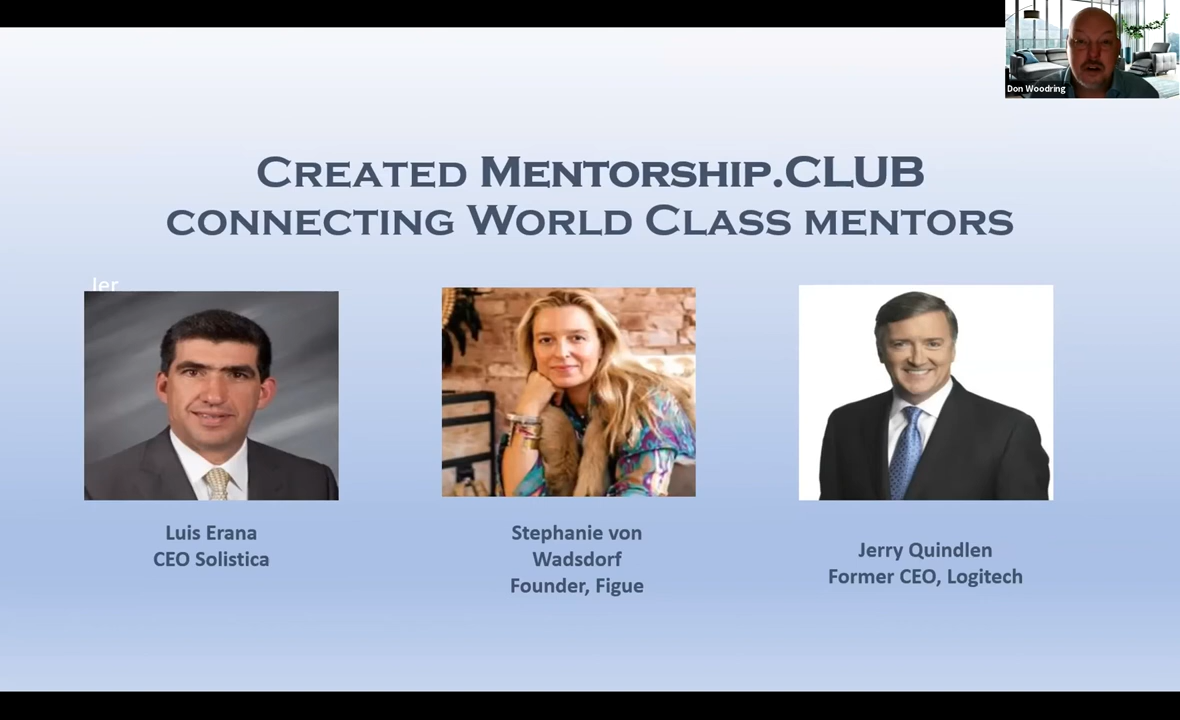 Don Woodring
Created Mentorship.CLUB
connecting World Class mentors
Jer
Luis Erana
CEO Solistica
Stephanie von
Wadsdorf
Founder, Figue
Jerry Quindlen
Former CEO, Logitech